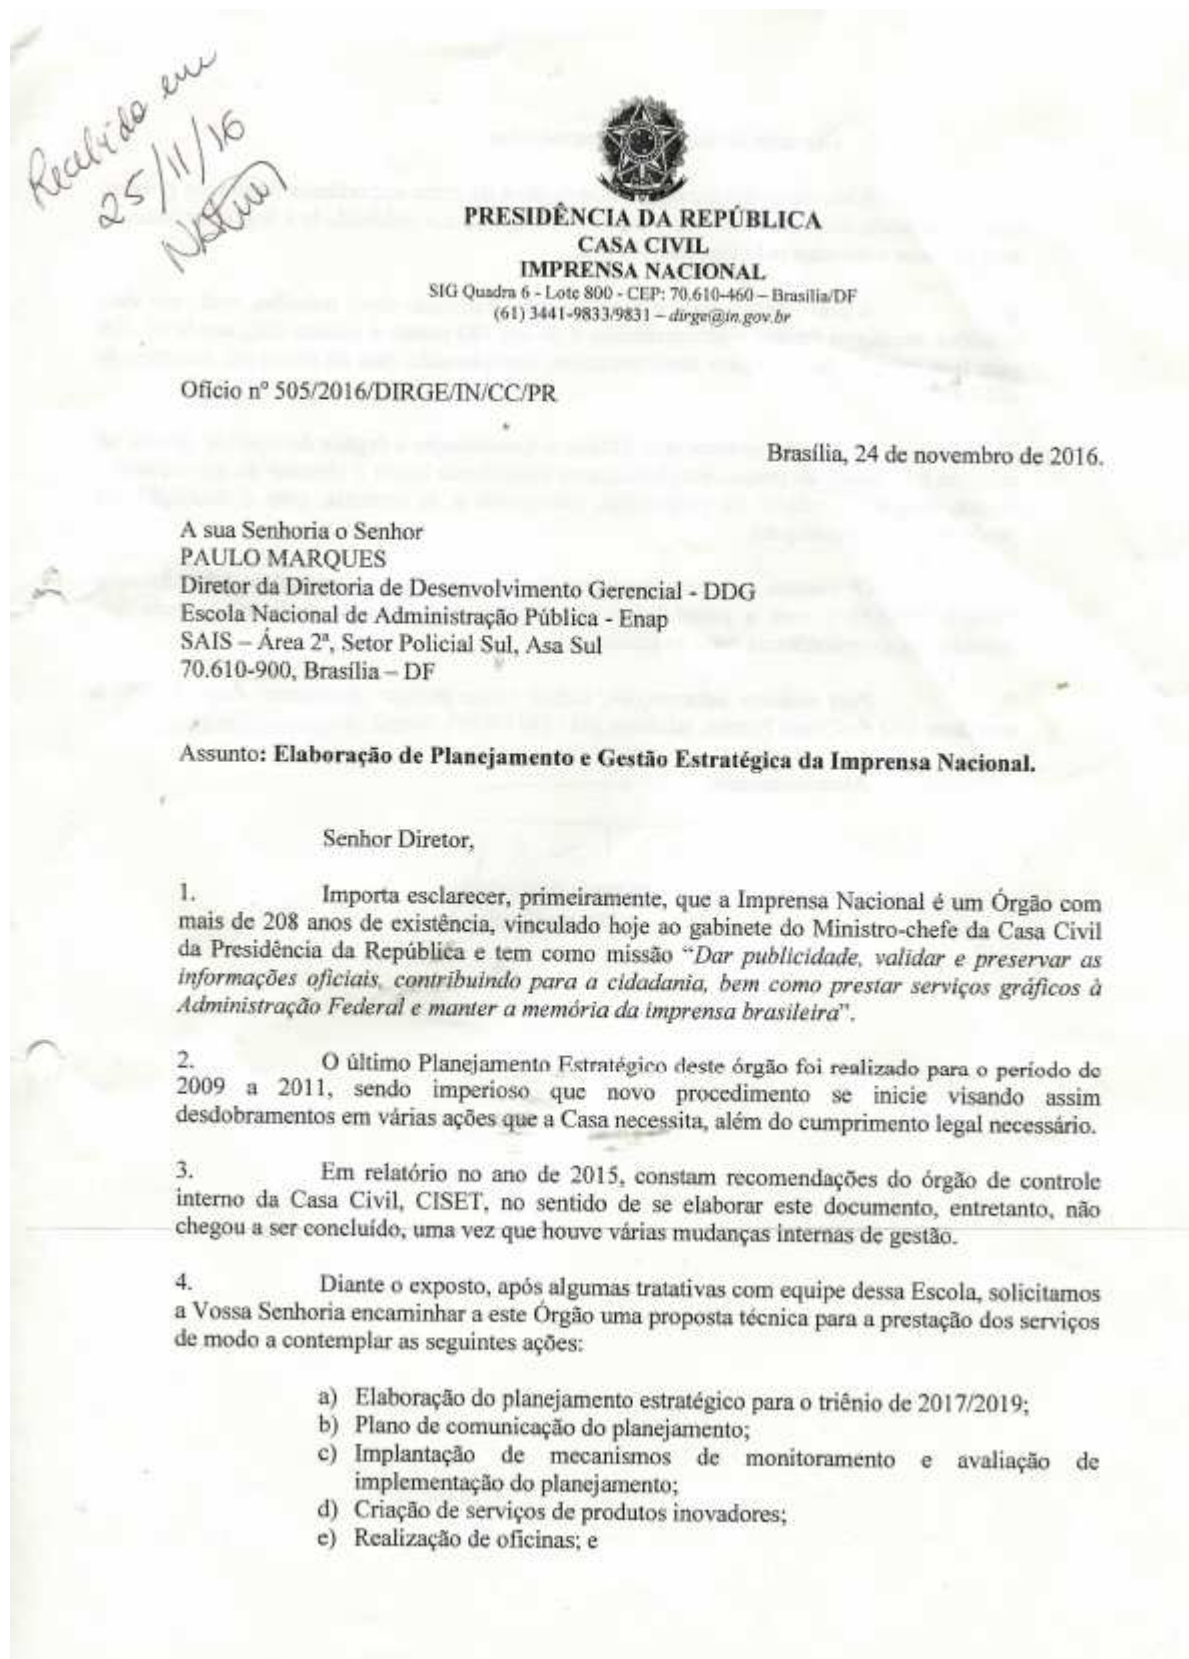 Recebido em
25/11/16
PRESIDÊNCIA DA REPÚBLICA
CASA CIVIL
IMPRENSA NACIONAL
SIG Quadra 6 - Lote 800 - CEP: 70.610-460 – Brasília/DF
(61) 3441-9833/9831 – dirge@in.gov.br
Ofício nº 505/2016/DIRGE/IN/CC/PR
Brasília, 24 de novembro de 2016.
A sua Senhoria o Senhor
PAULO MARQUES
Diretor da Diretoria de Desenvolvimento Gerencial - DDG
Escola Nacional de Administração Pública - Enap
SAIS – Área 2ª, Setor Policial Sul, Asa Sul
70.610-900, Brasília – DF
Assunto: Elaboração de Planejamento e Gestão Estratégica da Imprensa Nacional.
Senhor Diretor,
1. Importa esclarecer, primeiramente, que a Imprensa Nacional é um Órgão com
mais de 208 anos de existência, vinculado hoje ao gabinete do Ministro-chefe da Casa Civil
da Presidência da República e tem como missão “Dar publicidade, validar e preservar as
informações oficiais, contribuindo para a cidadania, bem como prestar serviços gráficos à
Administração Federal e manter a memória da imprensa brasileira”.
2. O último Planejamento Estratégico deste órgão foi realizado para o período de
2009 a 2011, sendo imperioso que novo procedimento se inicie visando assim
desdobramentos em várias ações que a Casa necessita, além do cumprimento legal necessário.
3. Em relatório no ano de 2015, constam recomendações do órgão de controle
interno da Casa Civil, CISET, no sentido de se elaborar este documento, entretanto, não
chegou a ser concluído, uma vez que houve várias mudanças internas de gestão.
4. Diante o exposto, após algumas tratativas com equipe dessa Escola, solicitamos
a Vossa Senhoria encaminhar a este Órgão uma proposta técnica para a prestação dos serviços
de modo a contemplar as seguintes ações:
a) Elaboração do planejamento estratégico para o triênio de 2017/2019;
b) Plano de comunicação do planejamento;
c) Implantação de mecanismos de monitoramento e avaliação de
implementação do planejamento;
d) Criação de serviços de produtos inovadores;
e) Realização de oficinas; e